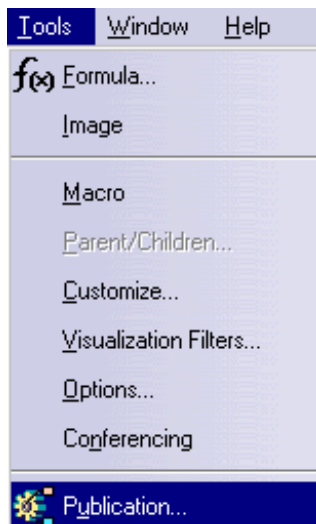 Tools Window Help
f(x) Formula...
Image
Macro
Parent/Children...
Customize...
Visualization Filters...
Options...
Conferencing
Publication...